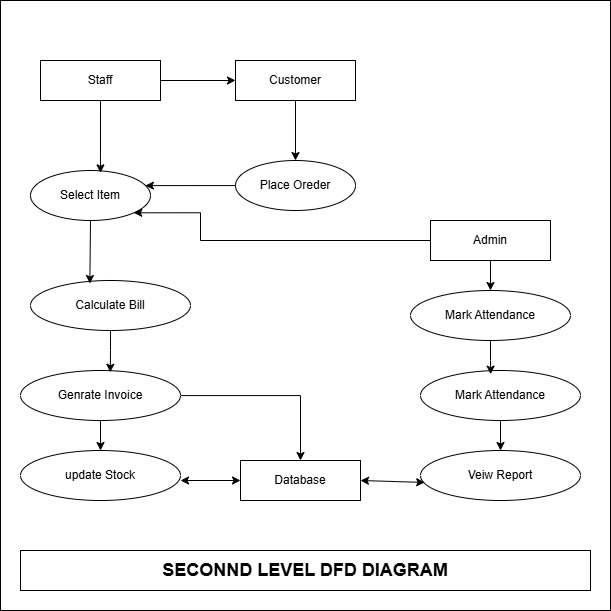 Staff
Customer
Select Item
Place Oreder
Admin
Calculate Bill
Mark Attendance
Genrate Invoice
Mark Attendance
update Stock
Database
Veiw Report
SECONND LEVEL DFD DIAGRAM